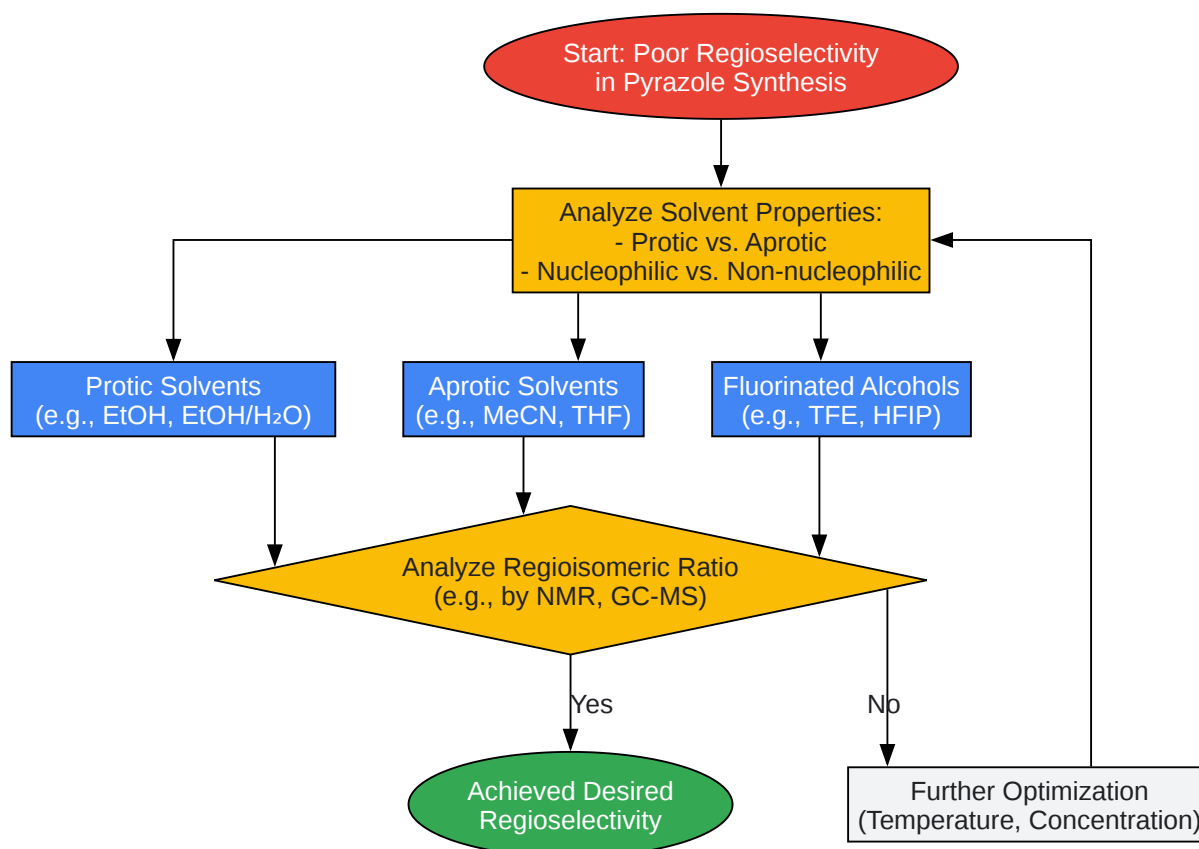 Start: Poor Regioselectivity
in Pyrazole Synthesis
Analyze Solvent Properties:
- Protic vs. Aprotic
- Nucleophilic vs. Non-nucleophilic
Protic Solvents
(e.g., EtOH, EtOH/H₂O)
Aprotic Solvents
(e.g., MeCN, THF)
Fluorinated Alcohols
(e.g., TFE, HFIP)
Analyze Regioisomeric Ratio
(e.g., by NMR, GC-MS)
Yes
No
Achieved Desired
Regioselectivity
Further Optimization
(Temperature, Concentration)